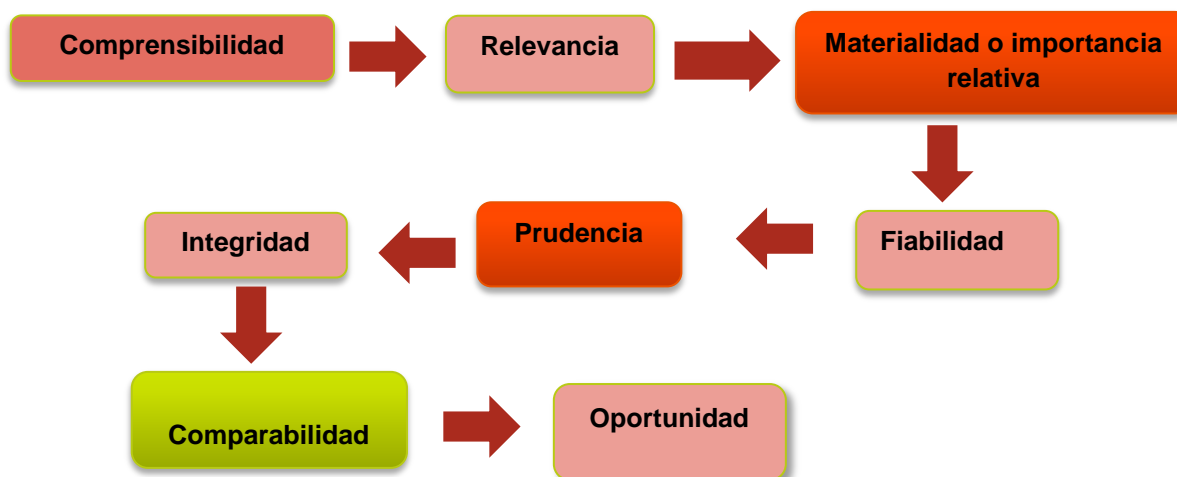 Comprensibilidad
Relevancia
Materialidad o importancia
relativa
Fiabilidad
Prudencia
Integridad
Comparabilidad
Oportunidad